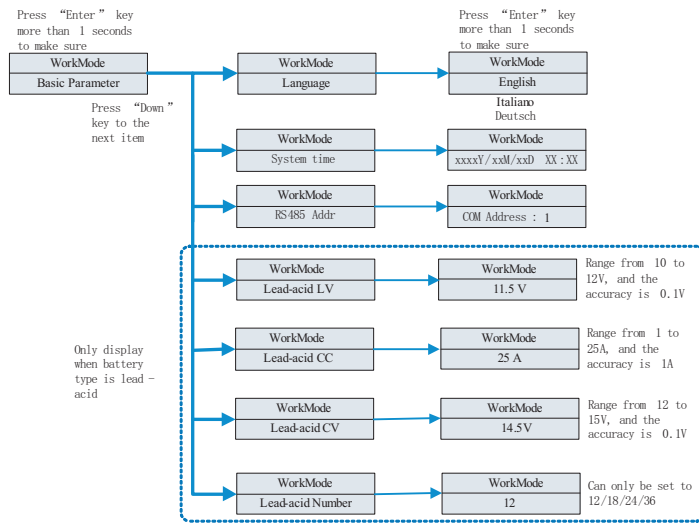 Press “Enter” key
more than 1 seconds
to make sure
WorkMode
Basic Parameter
Press “Down”
key to the
next item
WorkMode
Language
Press “Enter” key
more than 1 seconds
to make sure
WorkMode
English
Italiano
Deutsch
WorkMode
System time
WorkMode
xxxxY/xxM/xxD XX:XX
WorkMode
RS485 Addr
WorkMode
COM Address : 1
Only display
when battery
type is lead -
acid
WorkMode
Lead-acid LV
WorkMode
11.5 V
Range from 10 to
12V, and the
accuracy is 0.1V
WorkMode
Lead-acid CC
WorkMode
25 A
Range from 1 to
25A, and the
accuracy is 1A
WorkMode
Lead-acid CV
WorkMode
14.5V
Range from 12 to
15V, and the
accuracy is 0.1V
WorkMode
Lead-acid Number
WorkMode
12
Can only be set to
12/18/24/36